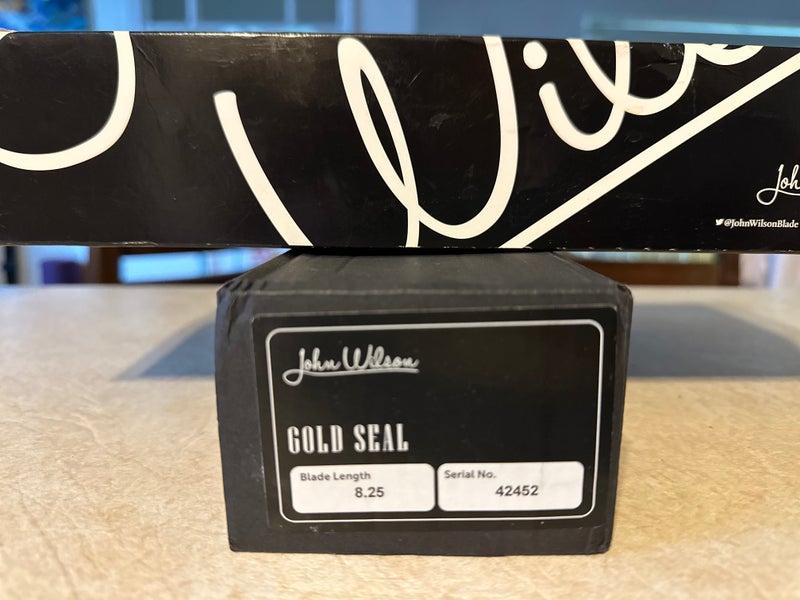 @JohnWilsonBlade
John Wilson
GOLD SEAL
Blade Length
8.25
Serial No.
42452